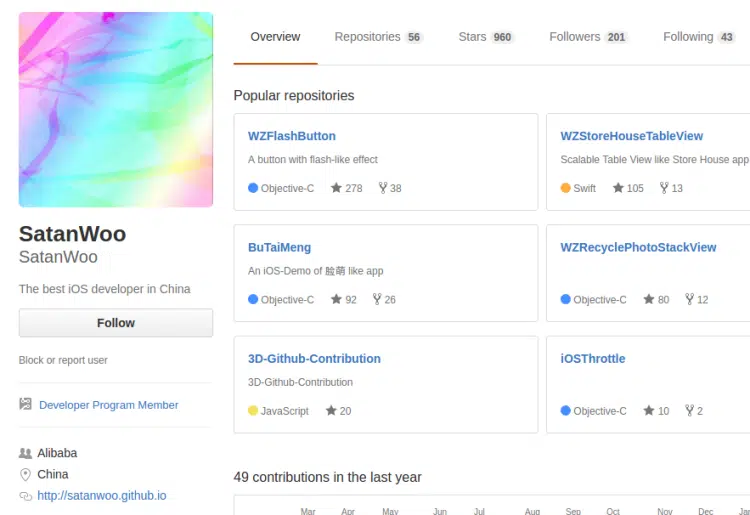 Overview Repositories 56 Stars 960 Followers 201 Following 43
Popular repositories
WZFlashButton
A button with flash-like effect
Objective-C 278 38
WZStoreHouseTableView
Scalable Table View like Store House app
Swift 105 13
BuTaiMeng
An iOS-Demo of 脸萌 like app
Objective-C 92 26
WZRecyclePhotoStackView
Objective-C 80 12
3D-Github-Contribution
3D-Github-Contribution
JavaScript 20
iOSThrottle
Objective-C 10 2
SatanWoo
SatanWoo
The best iOS developer in China
Follow
Block or report user
Developer Program Member
Alibaba
China
http://satanwoo.github.io
49 contributions in the last year
Mar Apr May Jun Jul Aug Sep Oct Nov Dec Jan